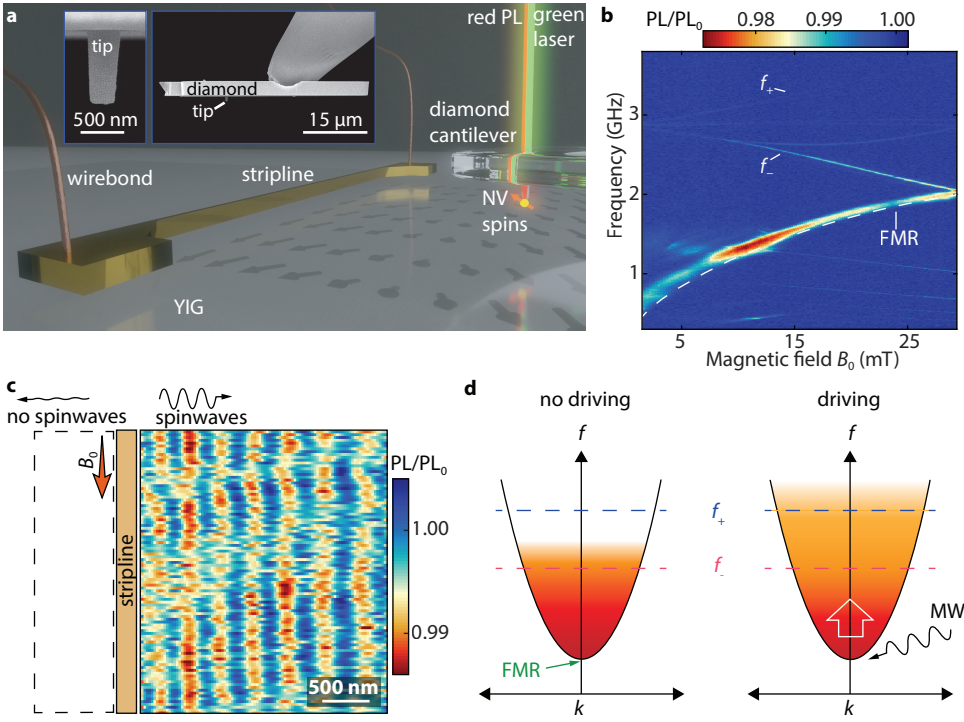 a
red PL
green
laser
tip
500 nm
diamond
tip
15 μm
diamond
cantilever
wirebond
stripline
NV
spins
YIG
b
PL/PL₀
0.98
0.99
1.00
Frequency (GHz)
3
2
1
f₊
f₋
FMR
5
15
25
Magnetic field B₀ (mT)
c
no spinwaves
spinwaves
B₀
stripline
500 nm
PL/PL₀
1.00
0.99
d
no driving
driving
f
f
f₊
f₋
FMR
MW
k
k